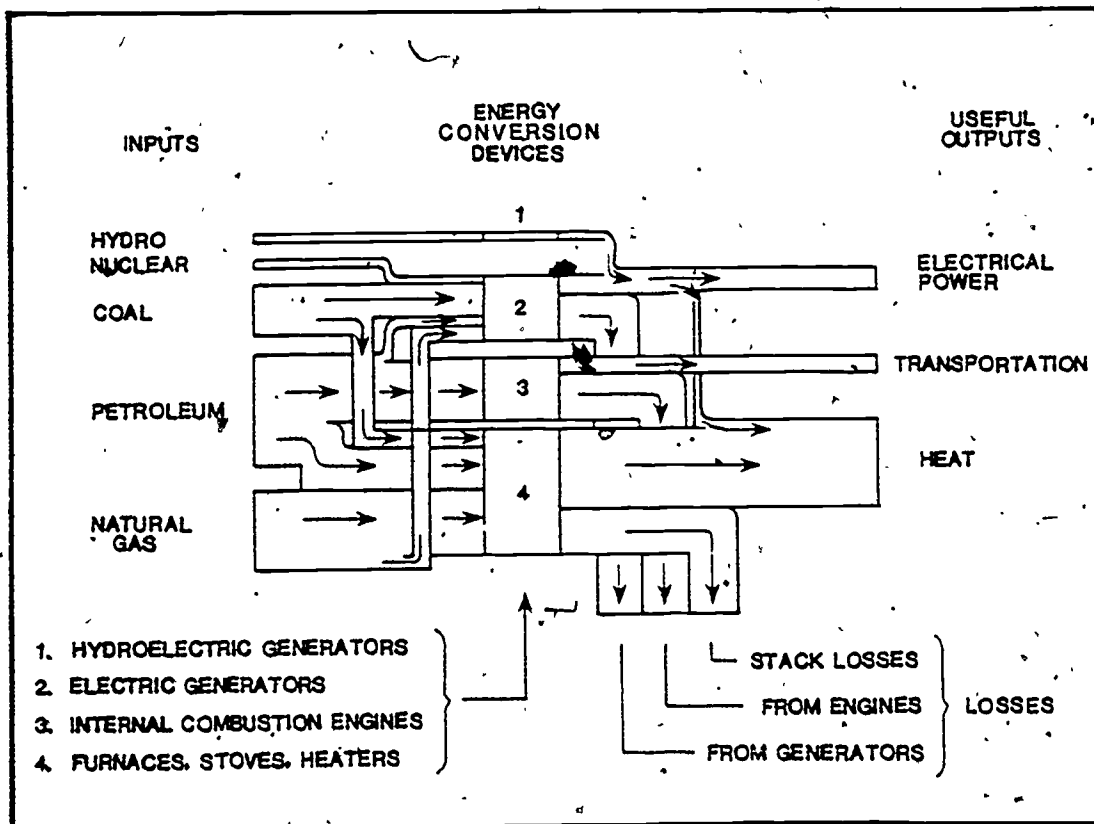 INPUTS
ENERGY
CONVERSION
DEVICES
USEFUL
OUTPUTS
HYDRO
NUCLEAR
COAL
PETROLEUM
NATURAL
GAS
1
2
3
4
ELECTRICAL
POWER
TRANSPORTATION
HEAT
1. HYDROELECTRIC GENERATORS
2. ELECTRIC GENERATORS
3. INTERNAL COMBUSTION ENGINES
4. FURNACES. STOVES. HEATERS
STACK LOSSES
FROM ENGINES
FROM GENERATORS
LOSSES